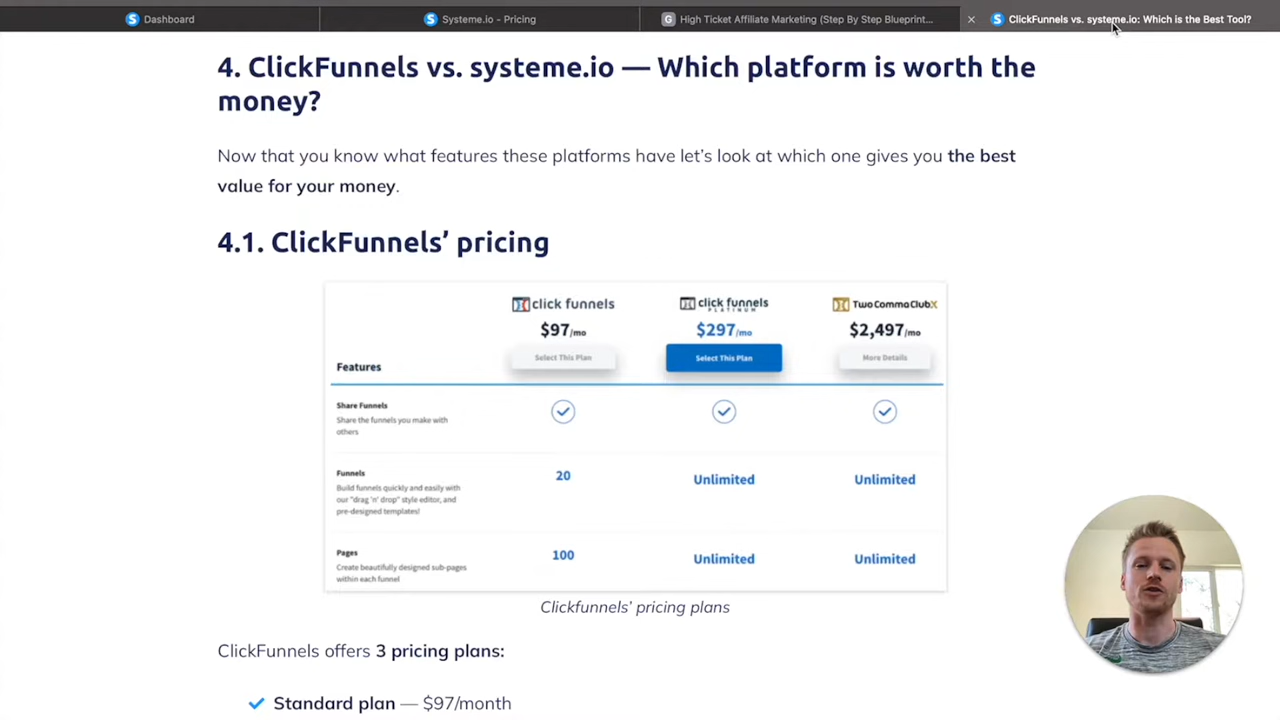 Dashboard
Systeme.io - Pricing
High Ticket Affiliate Marketing (Step By Step Blueprint...
ClickFunnels vs. systeme.io: Which is the Best Tool?
4. ClickFunnels vs. systeme.io — Which platform is worth the
money?
Now that you know what features these platforms have let's look at which one gives you the best
value for your money.
4.1. ClickFunnels' pricing
click funnels
click funnels
PLATINUM
Two Comma Club X
$97/mo
$297/mo
$2,497/mo
Select This Plan
Select This Plan
More Details
Features
Share Funnels
Share the funnels you make with
others
Funnels
Build funnels quickly and easily with
our "drag 'n' drop" style editor, and
pre-designed templates!
20
Unlimited
Unlimited
Pages
Create beautifully designed sub-pages
within each funnel
100
Unlimited
Unlimited
Clickfunnels' pricing plans
ClickFunnels offers 3 pricing plans:
Standard plan — $97/month